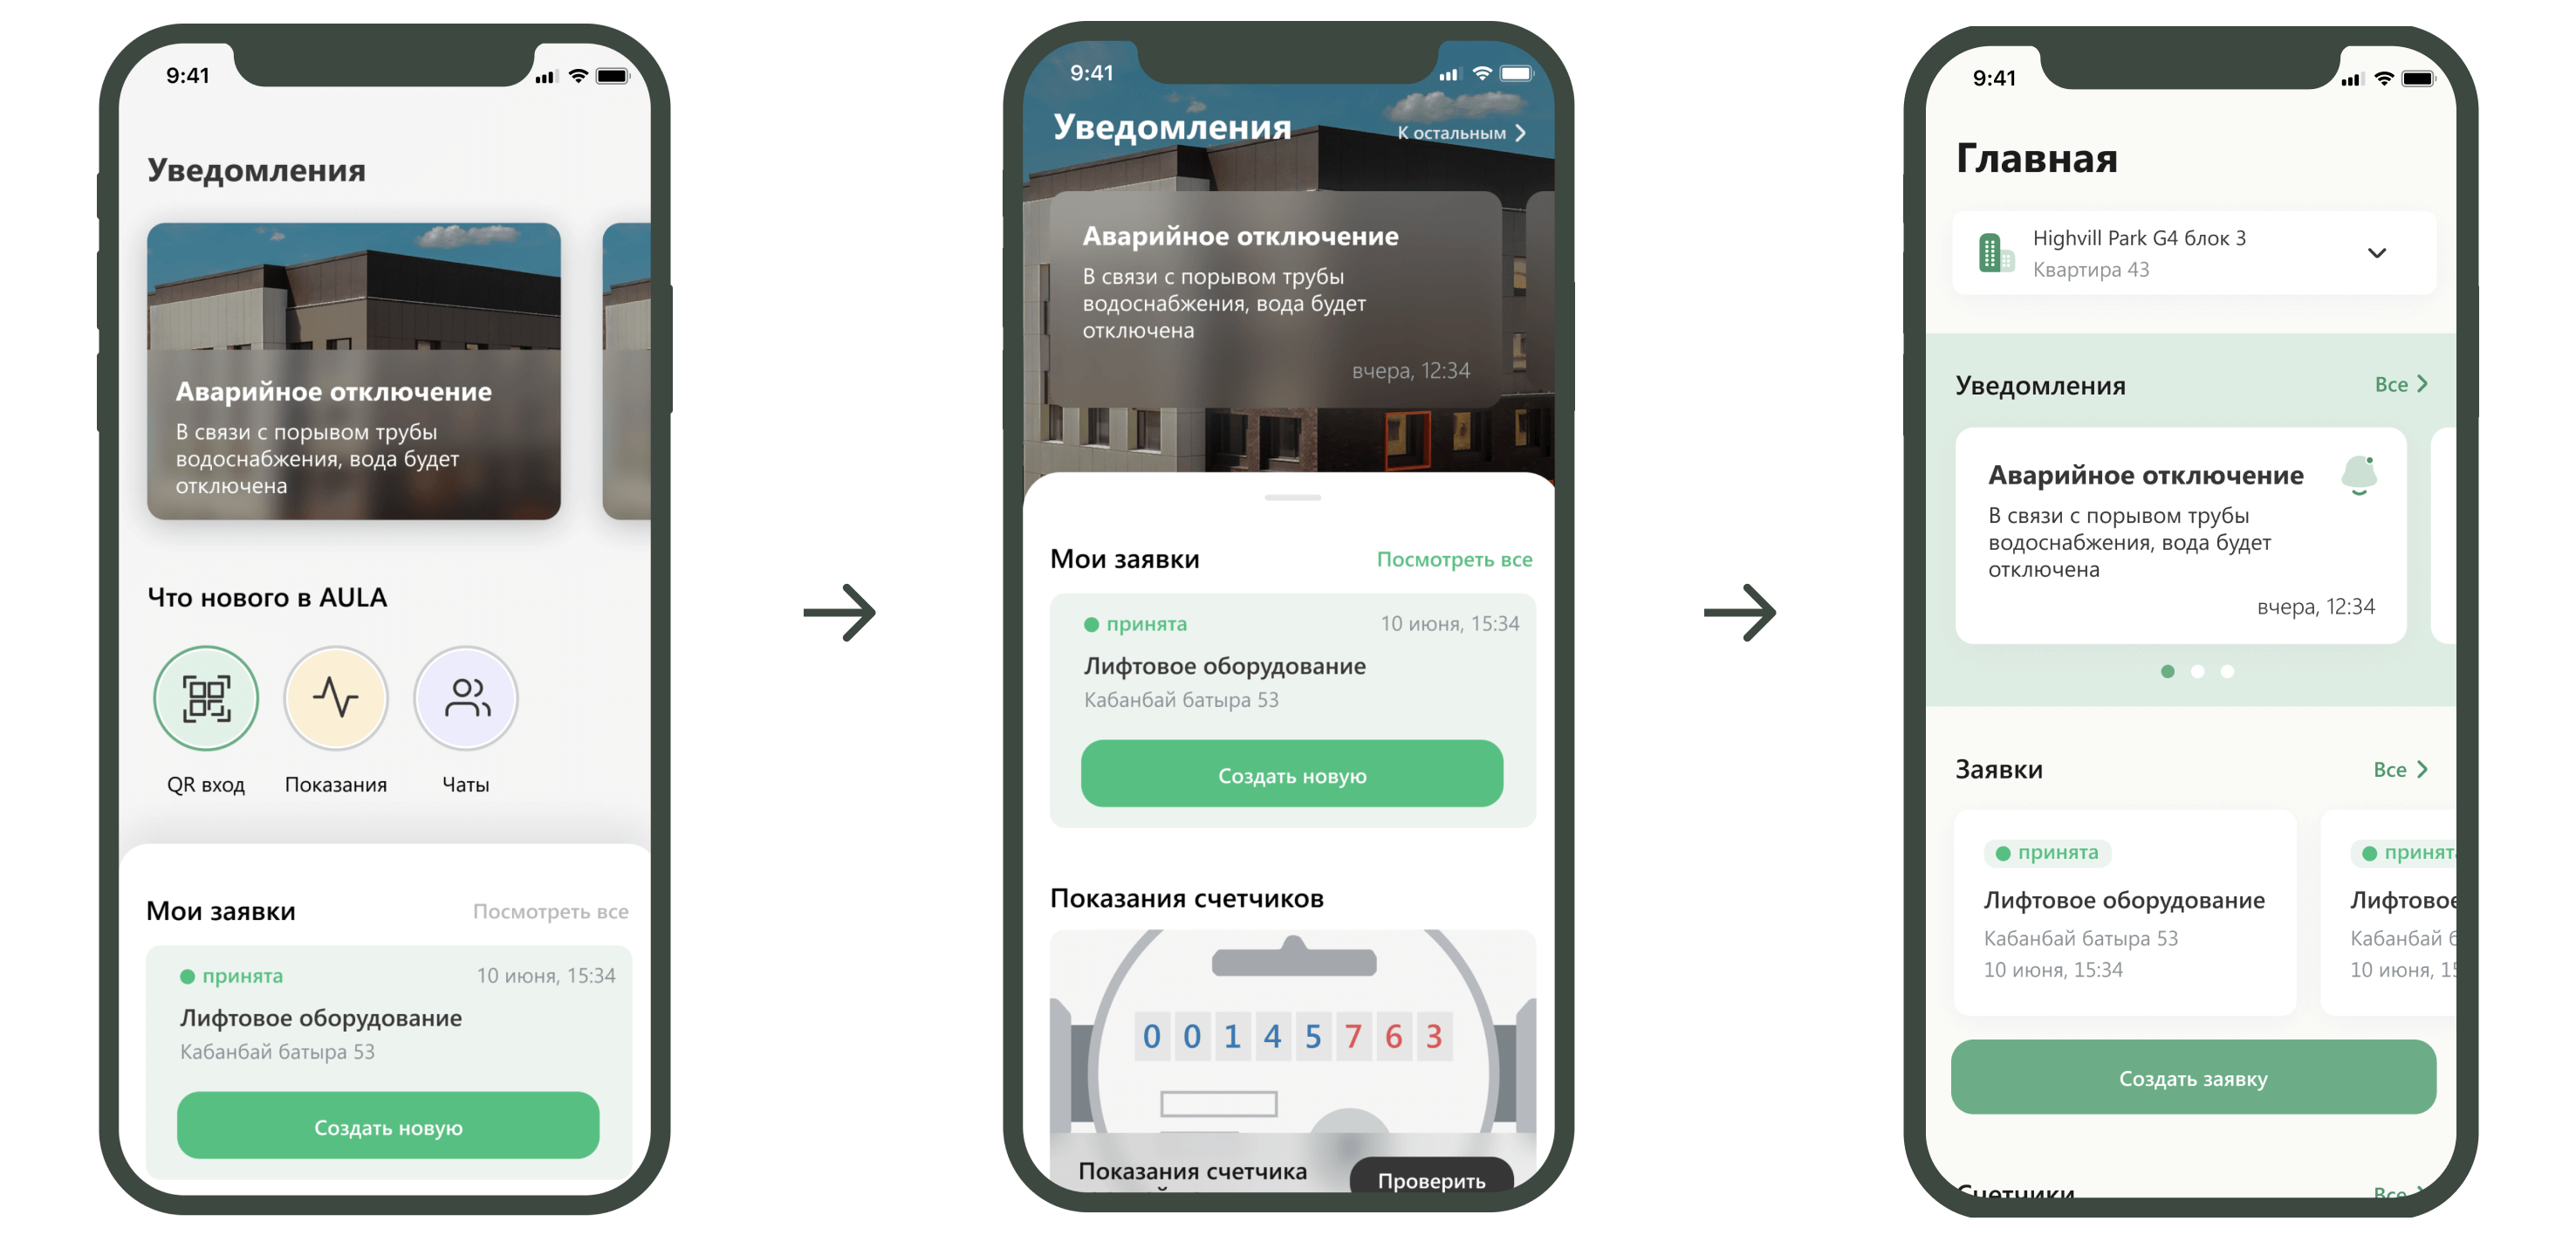 9:41
Уведомления
Аварийное отключение
В связи с порывом трубы
водоснабжения, вода будет
отключена
Что нового в AULA
QR вход
Показания
Чаты
Мои заявки
Посмотреть все
принята
10 июня, 15:34
Лифтовое оборудование
Кабанбай батыра 53
Создать новую
9:41
Уведомления
К остальным
Аварийное отключение
В связи с порывом трубы
водоснабжения, вода будет
отключена
вчера, 12:34
Мои заявки
Посмотреть все
принята
10 июня, 15:34
Лифтовое оборудование
Кабанбай батыра 53
Создать новую
Показания счетчиков
0 0 1 4 5 7 6 3
Показания счетчика
Проверить
9:41
Главная
Highvill Park G4 блок 3
Квартира 43
Уведомления
Все
Аварийное отключение
В связи с порывом трубы
водоснабжения, вода будет
отключена
вчера, 12:34
Заявки
Все
принята
Лифтовое оборудование
Кабанбай батыра 53
10 июня, 15:34
принят
Лифтовое
Кабанбай б
10 июня, 15
Создать заявку
Счетчики
Все